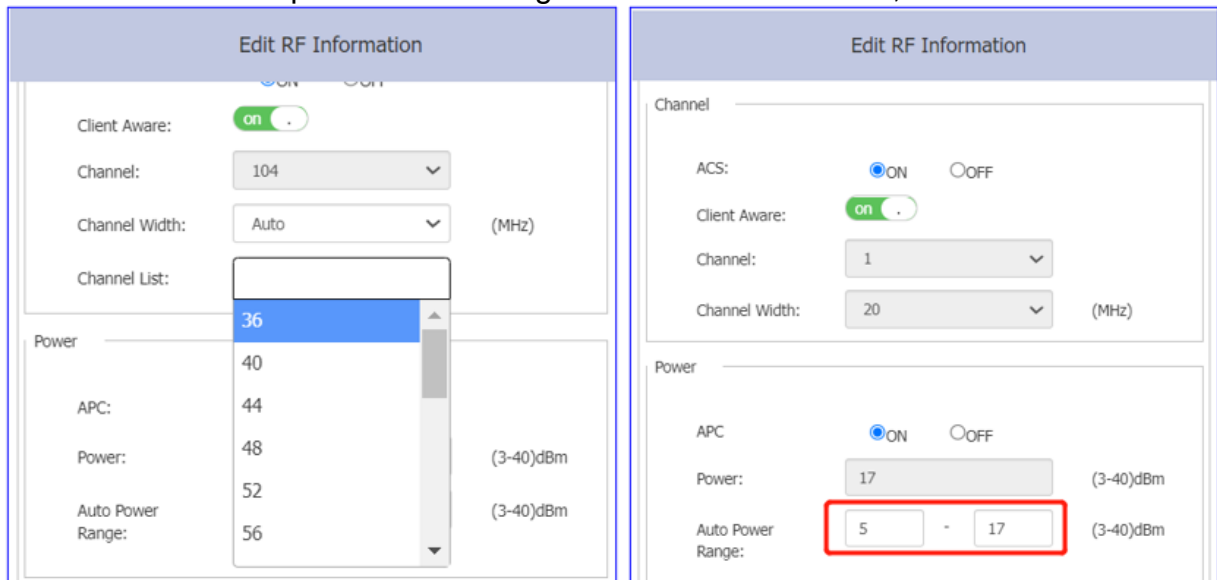 Edit RF Information
Client Aware:
on
Channel:
104
Channel Width:
Auto
(MHz)
Channel List:
36
40
44
48
52
56
Power
APC:
Power:
(3-40)dBm
Auto Power
Range:
(3-40)dBm
Edit RF Information
Channel
ACS:
ON
OFF
Client Aware:
on
Channel:
1
Channel Width:
20
(MHz)
Power
APC
ON
OFF
Power:
17
(3-40)dBm
Auto Power
Range:
5 - 17
(3-40)dBm